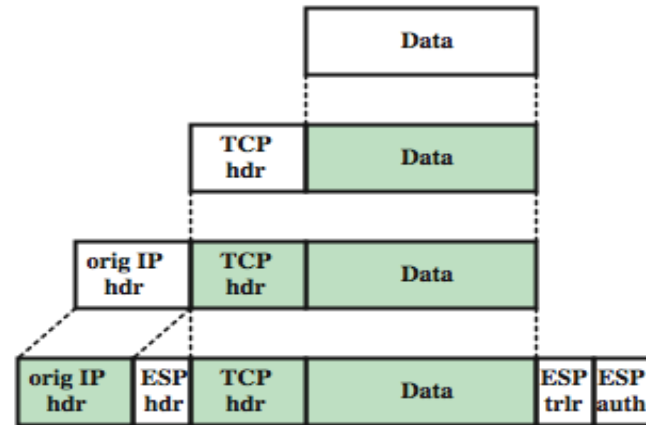 Data
TCP
hdr
Data
orig IP
hdr
TCP
hdr
Data
orig IP
hdr
ESP
hdr
TCP
hdr
Data
ESP
trlr
ESP
auth